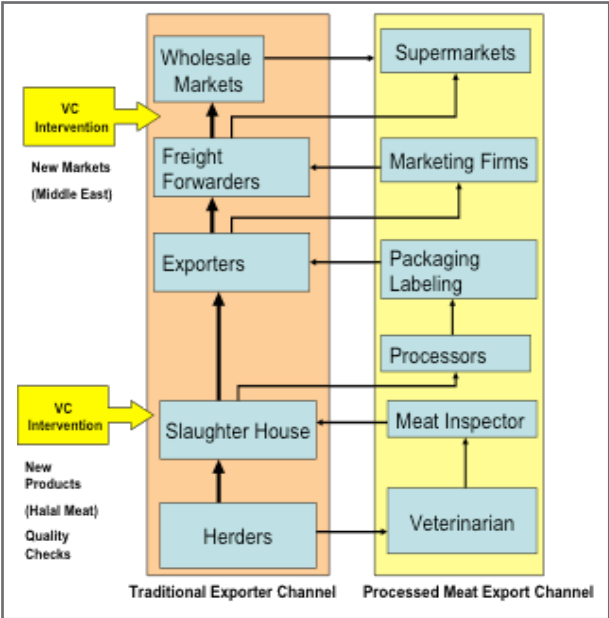 Wholesale
Markets
Supermarkets
VC
Intervention
New Markets
(Middle East)
Freight
Forwarders
Marketing Firms
Exporters
Packaging
Labeling
Processors
VC
Intervention
Slaughter House
Meat Inspector
New
Products
(Halal Meat)
Quality
Checks
Herders
Veterinarian
Traditional Exporter Channel
Processed Meat Export Channel